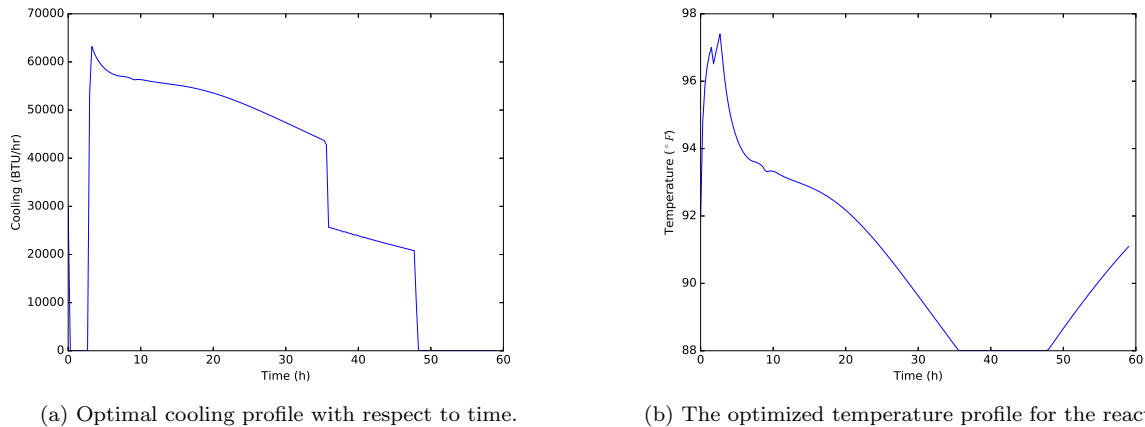 70000
60000
50000
40000
30000
20000
10000
0
Cooling (BTU/hr)
0 10 20 30 40 50 60
Time (h)
(a) Optimal cooling profile with respect to time.
98
96
94
92
90
88
Temperature (°F)
0 10 20 30 40 50 60
Time (h)
(b) The optimized temperature profile for the reac